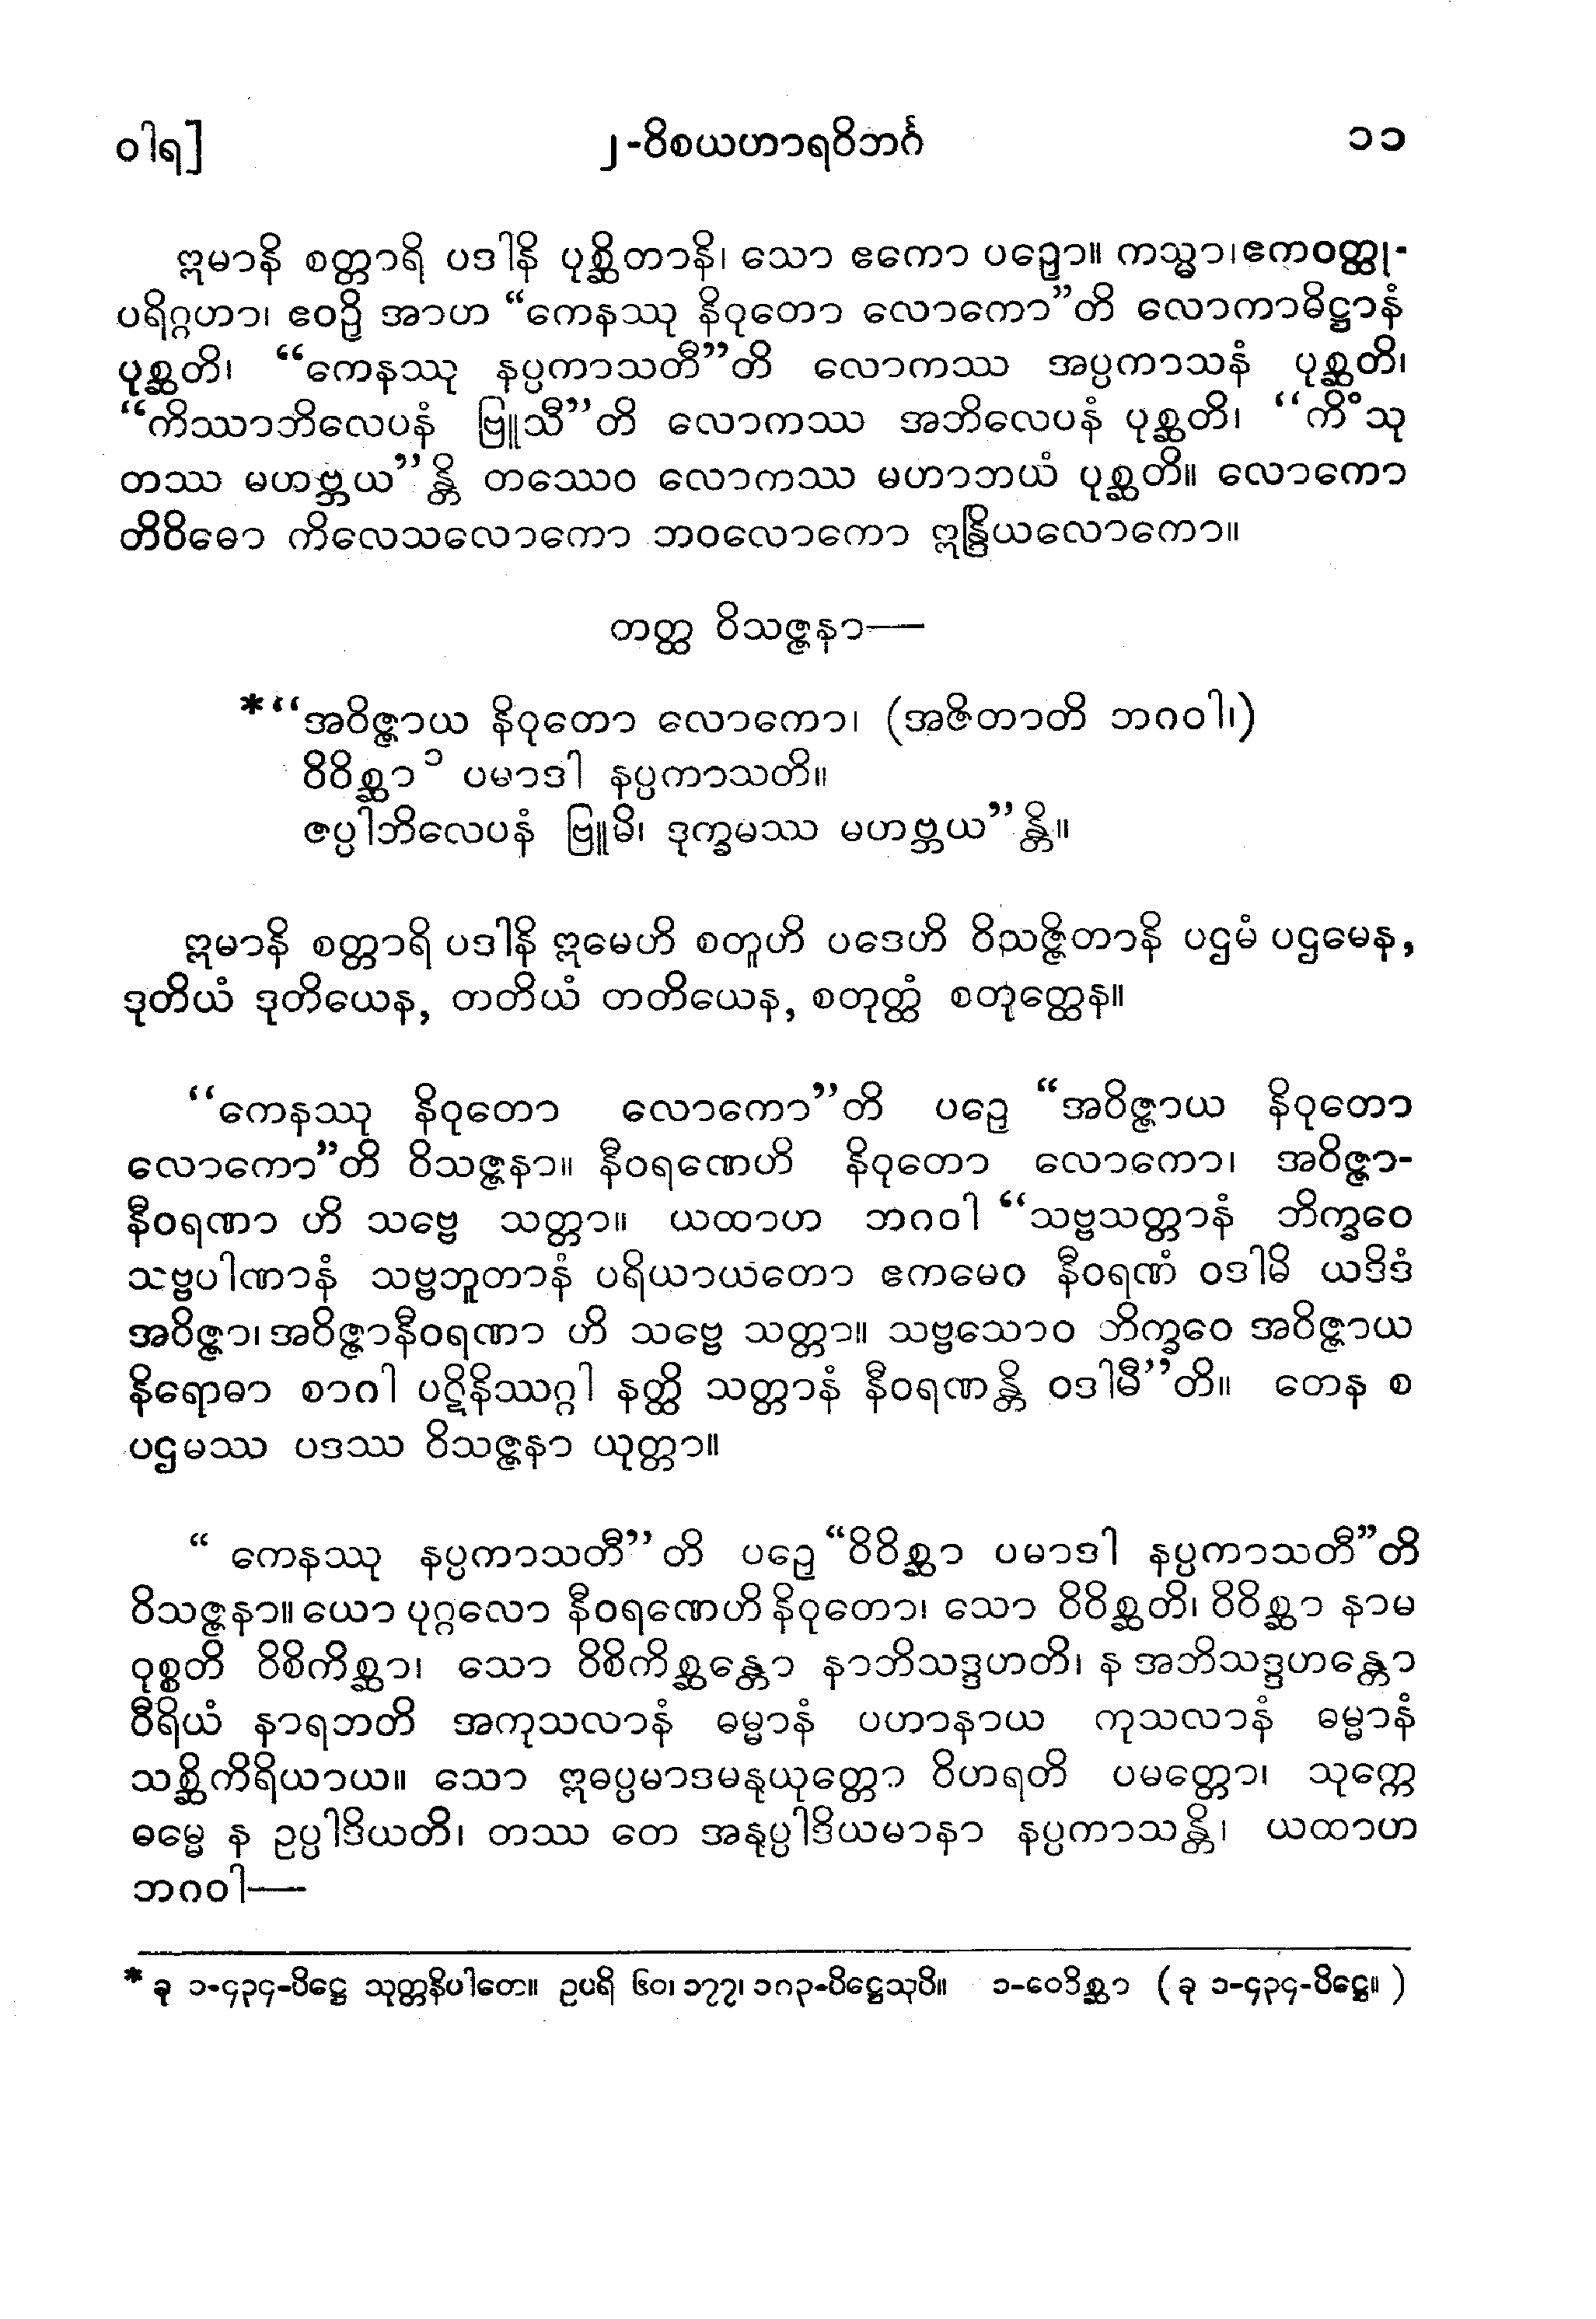 ဝါရ] ၂-ဝိစယဟာရဝိဘင်္ဂ ၁၁
ဣမာနိ စတ္တာရိ ပဒါနိ ပုစ္ဆိတာနိ၊ သော ဧကော ပဉှော။ ကသ္မာ၊ ဧကဝတ္ထု-
ပရိဂ္ဂဟာ၊ ဧဝဉှိ အာဟ “ကေနဿု နိဝုတော လောကော”တိ လောကာဓိဋ္ဌာနံ
ပုစ္ဆတိ၊ “ကေနဿု နပ္ပကာသတီ”တိ လောကဿ အပ္ပကာသနံ ပုစ္ဆတိ၊
“ကိဿာဘိလေပနံ ဗြူသီ”တိ လောကဿ အဘိလေပနံ ပုစ္ဆတိ၊ “ကိံသု
တဿ မဟဗ္ဘယ”န္တိ တဿေဝ လောကဿ မဟာဘယံ ပုစ္ဆတိ။ လောကော
တိဝိဓော ကိလေသလောကော ဘဝလောကော ဣန္ဒြိယလောကော။
တတ္ထ ဝိသဇ္ဇနာ—
*“အဝိဇ္ဇာယ နိဝုတော လောကော၊ (အဇိတာတိ ဘဂဝါ၊)
ဝိဝိစ္ဆာ ၁ ပမာဒါ နပ္ပကာသတိ။
ဇပ္ပါဘိလေပနံ ဗြူမိ၊ ဒုက္ခမဿ မဟဗ္ဘယ”န္တိ။
ဣမာနိ စတ္တာရိ ပဒါနိ ဣမေဟိ စတူဟိ ပဒေဟိ ဝိသဇ္ဇိတာနိ ပဌမံ ပဌမေန,
ဒုတိယံ ဒုတိယေန, တတိယံ တတိယေန, စတုတ္ထံ စတုတ္ထေန။
“ကေနဿု နိဝုတော လောကော”တိ ပဉှေ “အဝိဇ္ဇာယ နိဝုတော
လောကော”တိ ဝိသဇ္ဇနာ။ နီဝရဏေဟိ နိဝုတော လောကော၊ အဝိဇ္ဇာ-
နီဝရဏာ ဟိ သဗ္ဗေ သတ္တာ။ ယထာဟ ဘဂဝါ “သဗ္ဗသတ္တာနံ ဘိက္ခဝေ
သဗ္ဗပါဏာနံ သဗ္ဗဘူတာနံ ပရိယာယတော ဧကမေဝ နီဝရဏံ ဝဒါမိ ယဒိဒံ
အဝိဇ္ဇာ၊ အဝိဇ္ဇာနီဝရဏာ ဟိ သဗ္ဗေ သတ္တာ။ သဗ္ဗသောဝ ဘိက္ခဝေ အဝိဇ္ဇာယ
နိရောဓာ စာဂါ ပဋိနိဿဂ္ဂါ နတ္ထိ သတ္တာနံ နီဝရဏန္တိ ဝဒါမီ”တိ။ တေန စ
ပဌမဿ ပဒဿ ဝိသဇ္ဇနာ ယုတ္တာ။
“ ကေနဿု နပ္ပကာသတီ”တိ ပဉှေ “ဝိဝိစ္ဆာ ပမာဒါ နပ္ပကာသတီ”တိ
ဝိသဇ္ဇနာ။ ယော ပုဂ္ဂလော နီဝရဏေဟိ နိဝုတော၊ သော ဝိဝိစ္ဆတိ၊ ဝိဝိစ္ဆာ နာမ
ဝုစ္စတိ ဝိစိကိစ္ဆာ၊ သော ဝိစိကိစ္ဆန္တော နာဘိသဒ္ဒဟတိ၊ န အဘိသဒ္ဒဟန္တော
ဝီရိယံ နာရဘတိ အကုသလာနံ ဓမ္မာနံ ပဟာနာယ ကုသလာနံ ဓမ္မာနံ
သစ္ဆိကိရိယာယ။ သော ဣဓပ္ပမာဒမနုယုတ္တော ဝိဟရတိ ပမတ္တော၊ သုက္ကေ
ဓမ္မေ န ဥပ္ပါဒိယတိ၊ တဿ တေ အနုပ္ပါဒိယမာနာ နပ္ပကာသန္တိ၊ ယထာဟ
ဘဂဝါ—
* ခု ၁-၄၃၄-ပိဋ္ဌေ သုတ္တနိပါတေ။ ဥပရိ ၆၀၊ ၁၇၇၊ ၁၈၃-ပိဋ္ဌေသုပိ။ ၁-ဝေဒိစ္ဆာ (ခု ၁-၄၃၄-ပိဋ္ဌေ။)